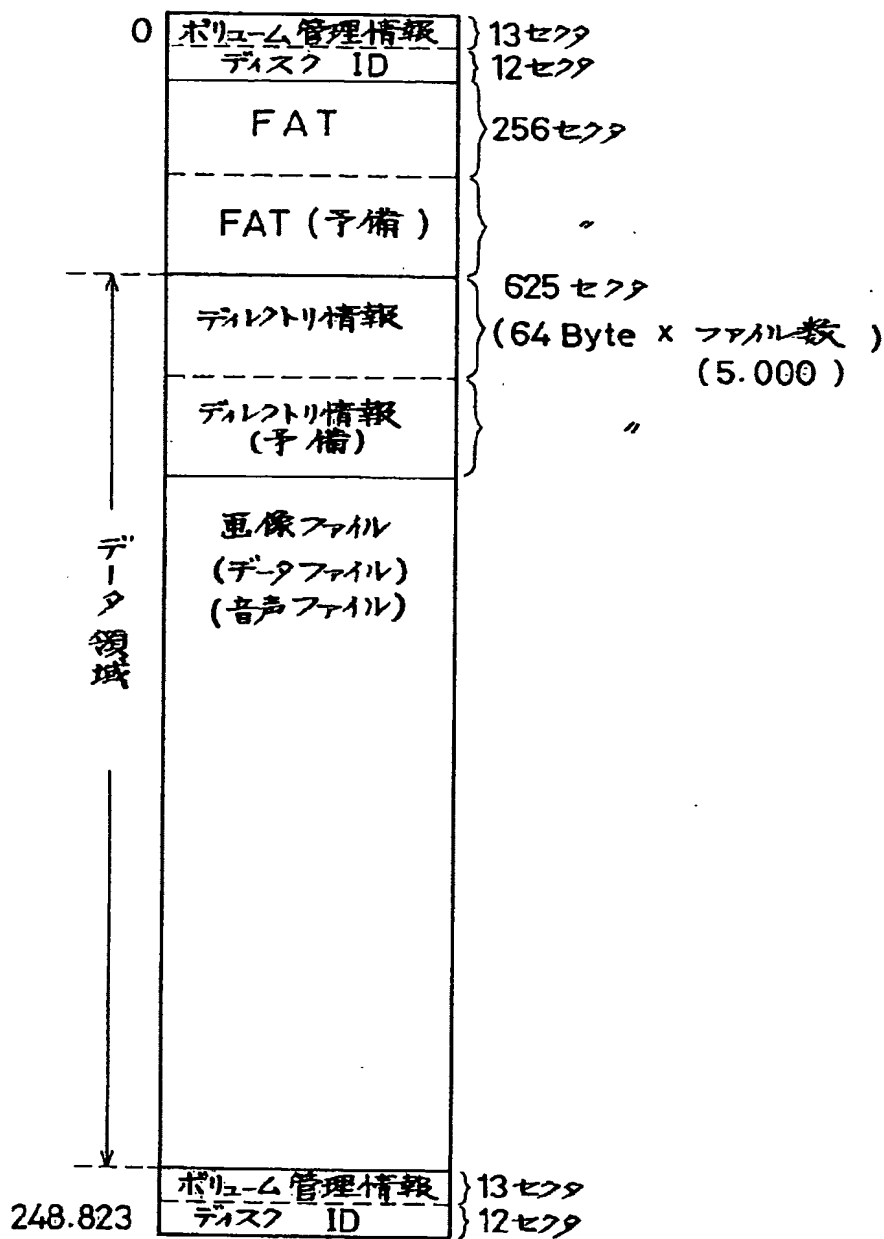 0
ボリューム管理情報
13セクタ
ディスク ID
12セクタ
FAT
256セクタ
FAT (予備)
〃
ディレクトリ情報
625セクタ
(64 Byte × ファイル数)
(5.000)
ディレクトリ情報
(予備)
〃
画像ファイル
(データファイル)
(音声ファイル)
データ領域
ボリューム管理情報
13セクタ
248.823
ディスク ID
12セクタ